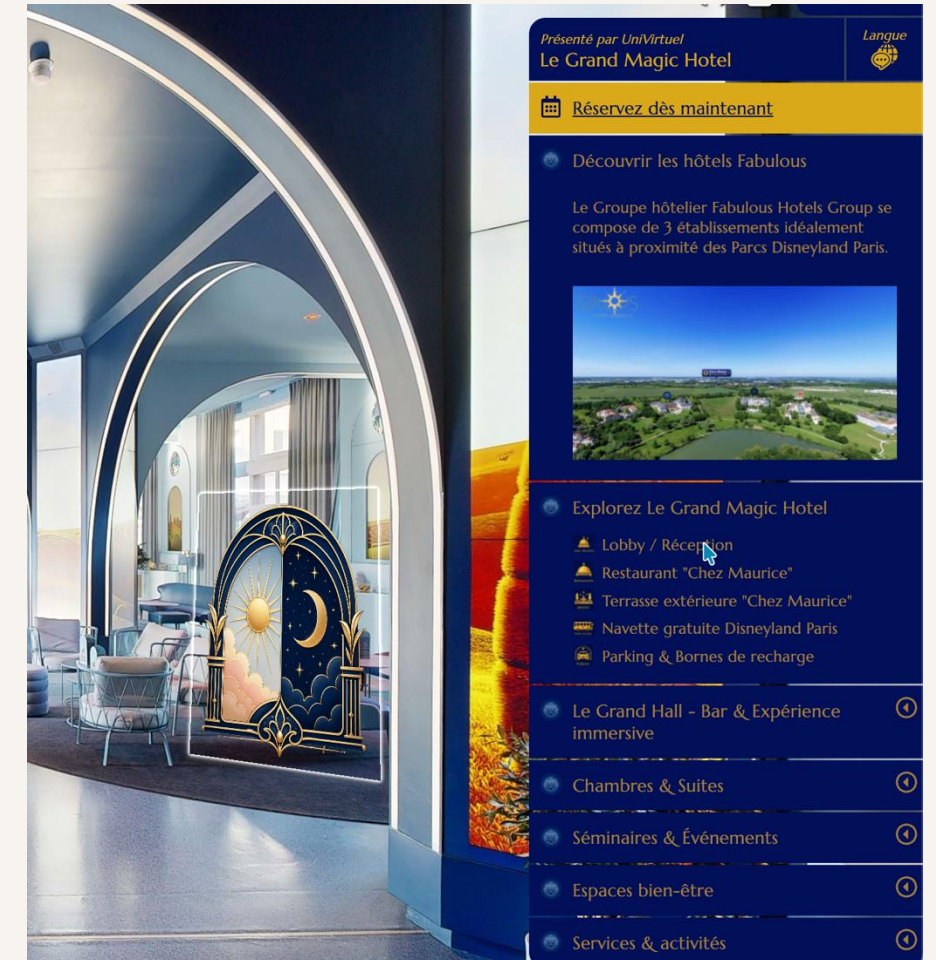 Présenté par UniVirtuel
Le Grand Magic Hotel
Langue
Réservez dès maintenant
Découvrir les hôtels Fabulous
Le Groupe hôtelier Fabulous Hotels Group se
compose de 3 établissements idéalement
situés à proximité des Parcs Disneyland Paris.
Explorez Le Grand Magic Hotel
Lobby / Réception
Restaurant "Chez Maurice"
Terrasse extérieure "Chez Maurice"
Navette gratuite Disneyland Paris
Parking & Bornes de recharge
Le Grand Hall - Bar & Expérience
immersive
Chambres & Suites
Séminaires & Événements
Espaces bien-être
Services & activités